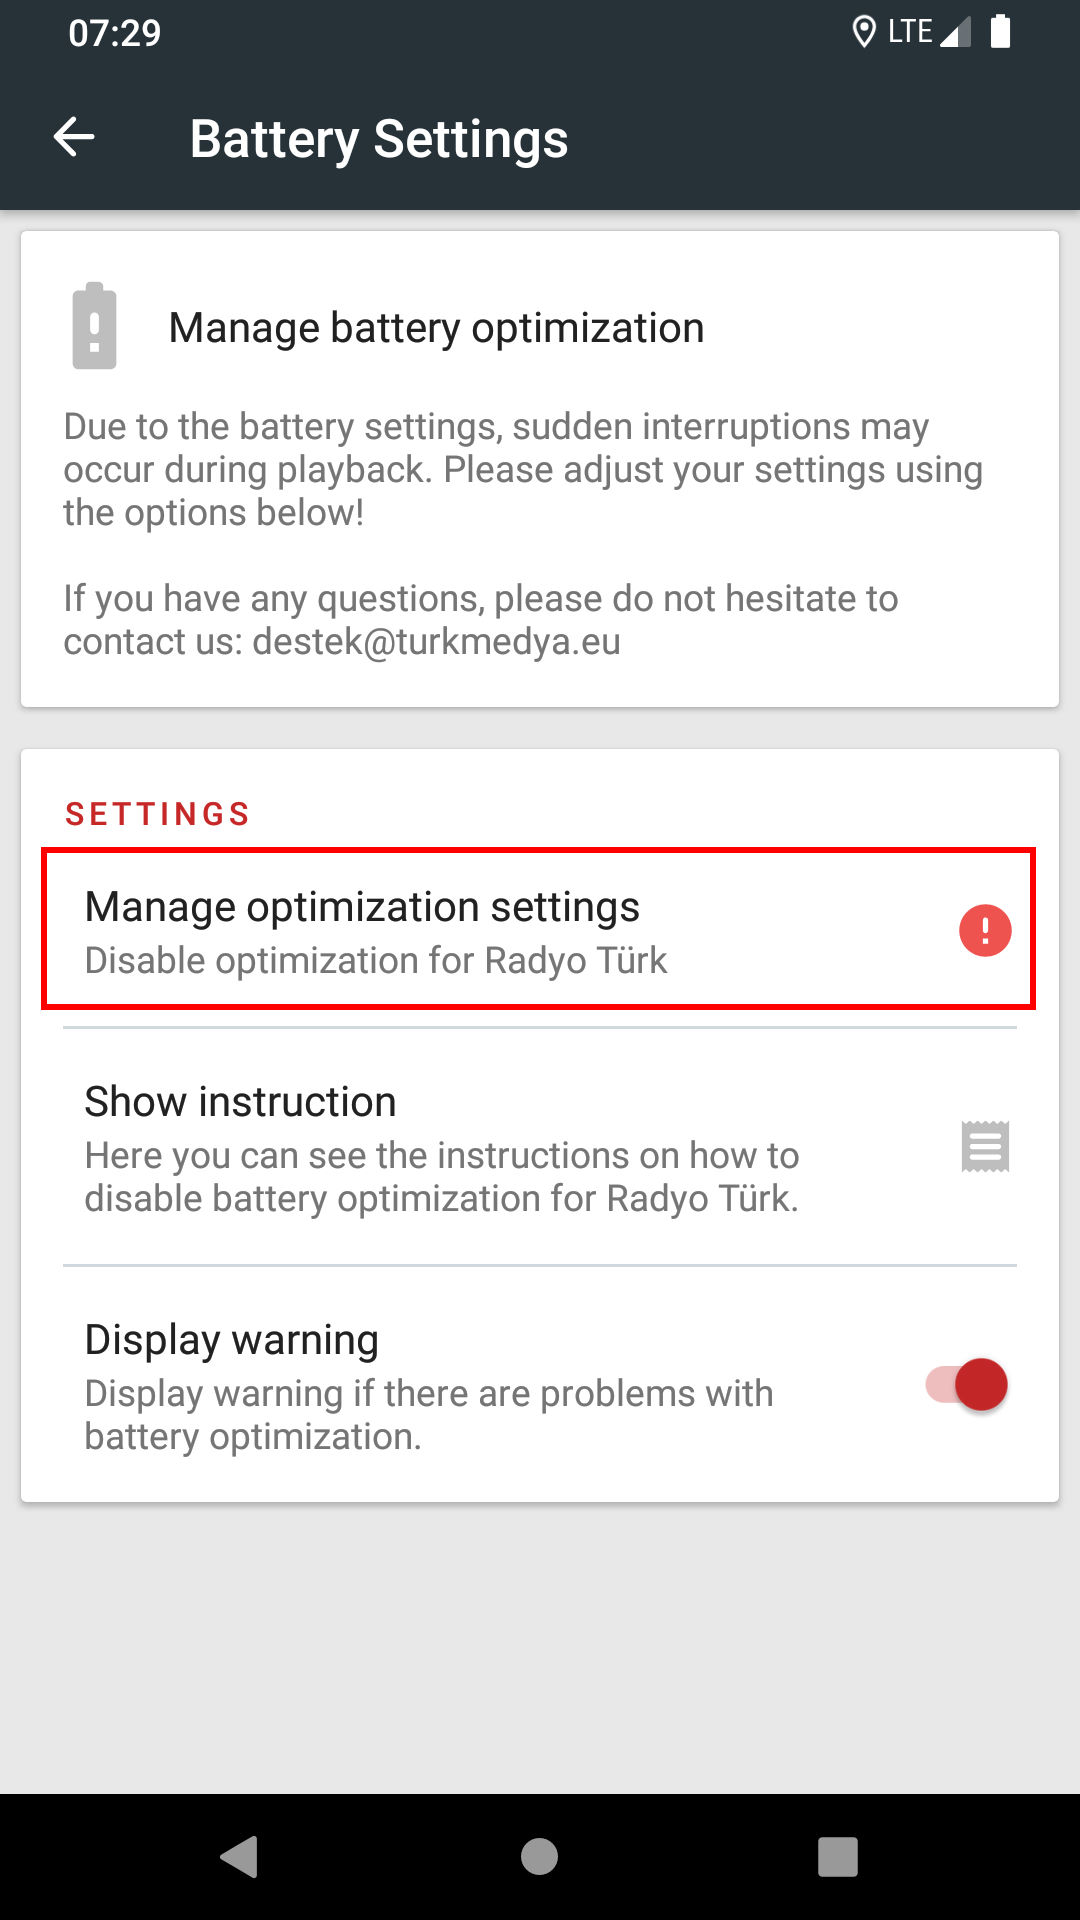 07:29
LTE
Battery Settings
Manage battery optimization
Due to the battery settings, sudden interruptions may
occur during playback. Please adjust your settings using
the options below!
If you have any questions, please do not hesitate to
contact us: destek@turkmedya.eu
SETTINGS
Manage optimization settings
Disable optimization for Radyo Türk
Show instruction
Here you can see the instructions on how to
disable battery optimization for Radyo Türk.
Display warning
Display warning if there are problems with
battery optimization.